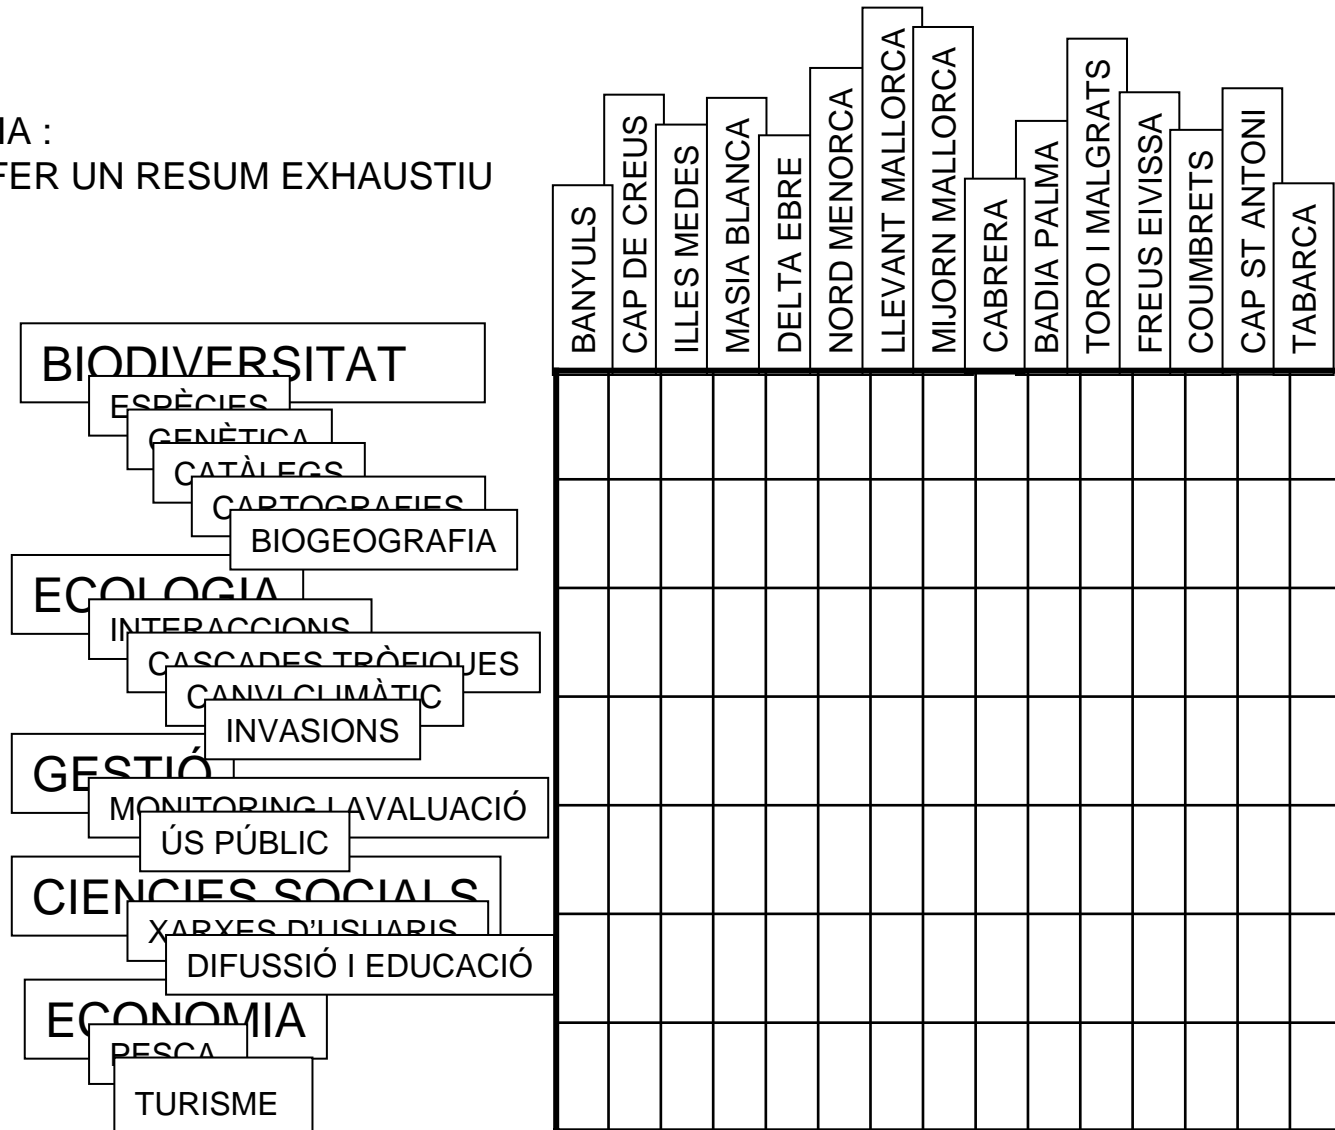 IA :
FER UN RESUM EXHAUSTIU
BANYULS
CAP DE CREUS
ILLES MEDES
MASIA BLANCA
DELTA EBRE
NORD MENORCA
LLEVANT MALLORCA
MIJORN MALLORCA
CABRERA
BADIA PALMA
TORO I MALGRATS
FREUS EIVISSA
COUMBRETS
CAP ST ANTONI
TABARCA
BIODIVERSITAT
ESPÈCIES
GENÈTICA
CATÀLEGS
CARTOGRAFIES
BIOGEOGRAFIA
ECOLOGIA
INTERACCIONS
CASCADES TRÒFIQUES
CANVI CLIMÀTIC
INVASIONS
GESTIÓ
MONITORING I AVALUACIÓ
ÚS PÚBLIC
CIENCIES SOCIALS
XARXES D'USUARIS
DIFUSSIÓ I EDUCACIÓ
ECONOMIA
PESCA
TURISME